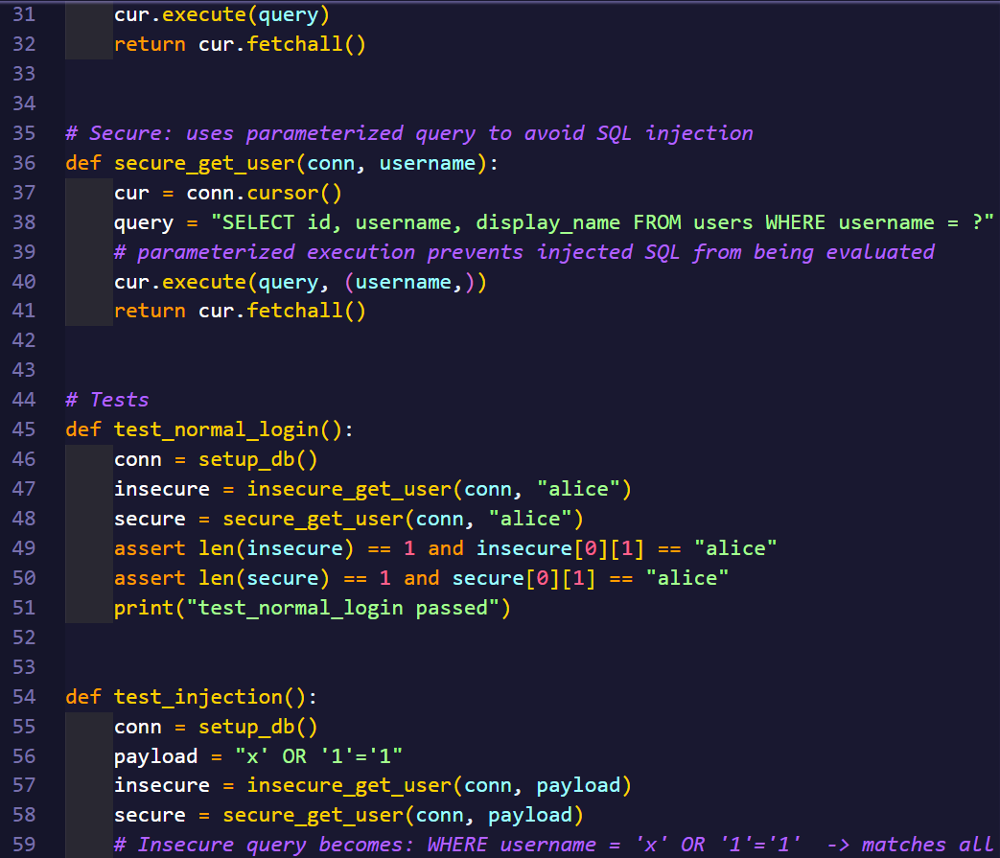 31 cur.execute(query)
32 return cur.fetchall()
33
34
35 # Secure: uses parameterized query to avoid SQL injection
36 def secure_get_user(conn, username):
37 cur = conn.cursor()
38 query = "SELECT id, username, display_name FROM users WHERE username = ?"
39 # parameterized execution prevents injected SQL from being evaluated
40 cur.execute(query, (username,))
41 return cur.fetchall()
42
43
44 # Tests
45 def test_normal_login():
46 conn = setup_db()
47 insecure = insecure_get_user(conn, "alice")
48 secure = secure_get_user(conn, "alice")
49 assert len(insecure) == 1 and insecure[0][1] == "alice"
50 assert len(secure) == 1 and secure[0][1] == "alice"
51 print("test_normal_login passed")
52
53
54 def test_injection():
55 conn = setup_db()
56 payload = "x' OR '1'='1"
57 insecure = insecure_get_user(conn, payload)
58 secure = secure_get_user(conn, payload)
59 # Insecure query becomes: WHERE username = 'x' OR '1'='1' -> matches all